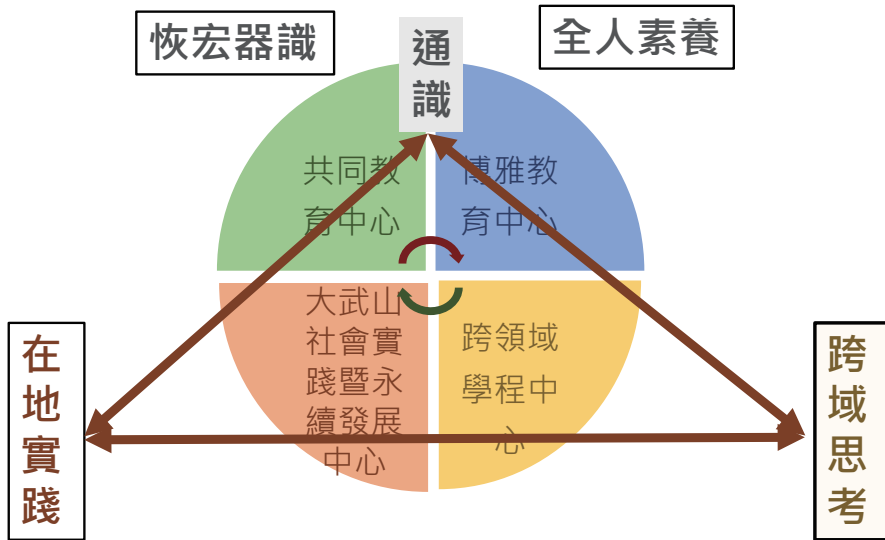 恢宏器識
通
識
全人素養
共同教
育中心
博雅教
育中心
大武山
社會實
踐暨永
續發展
中心
跨領域
學程中
心
在
地
實
踐
跨
域
思
考